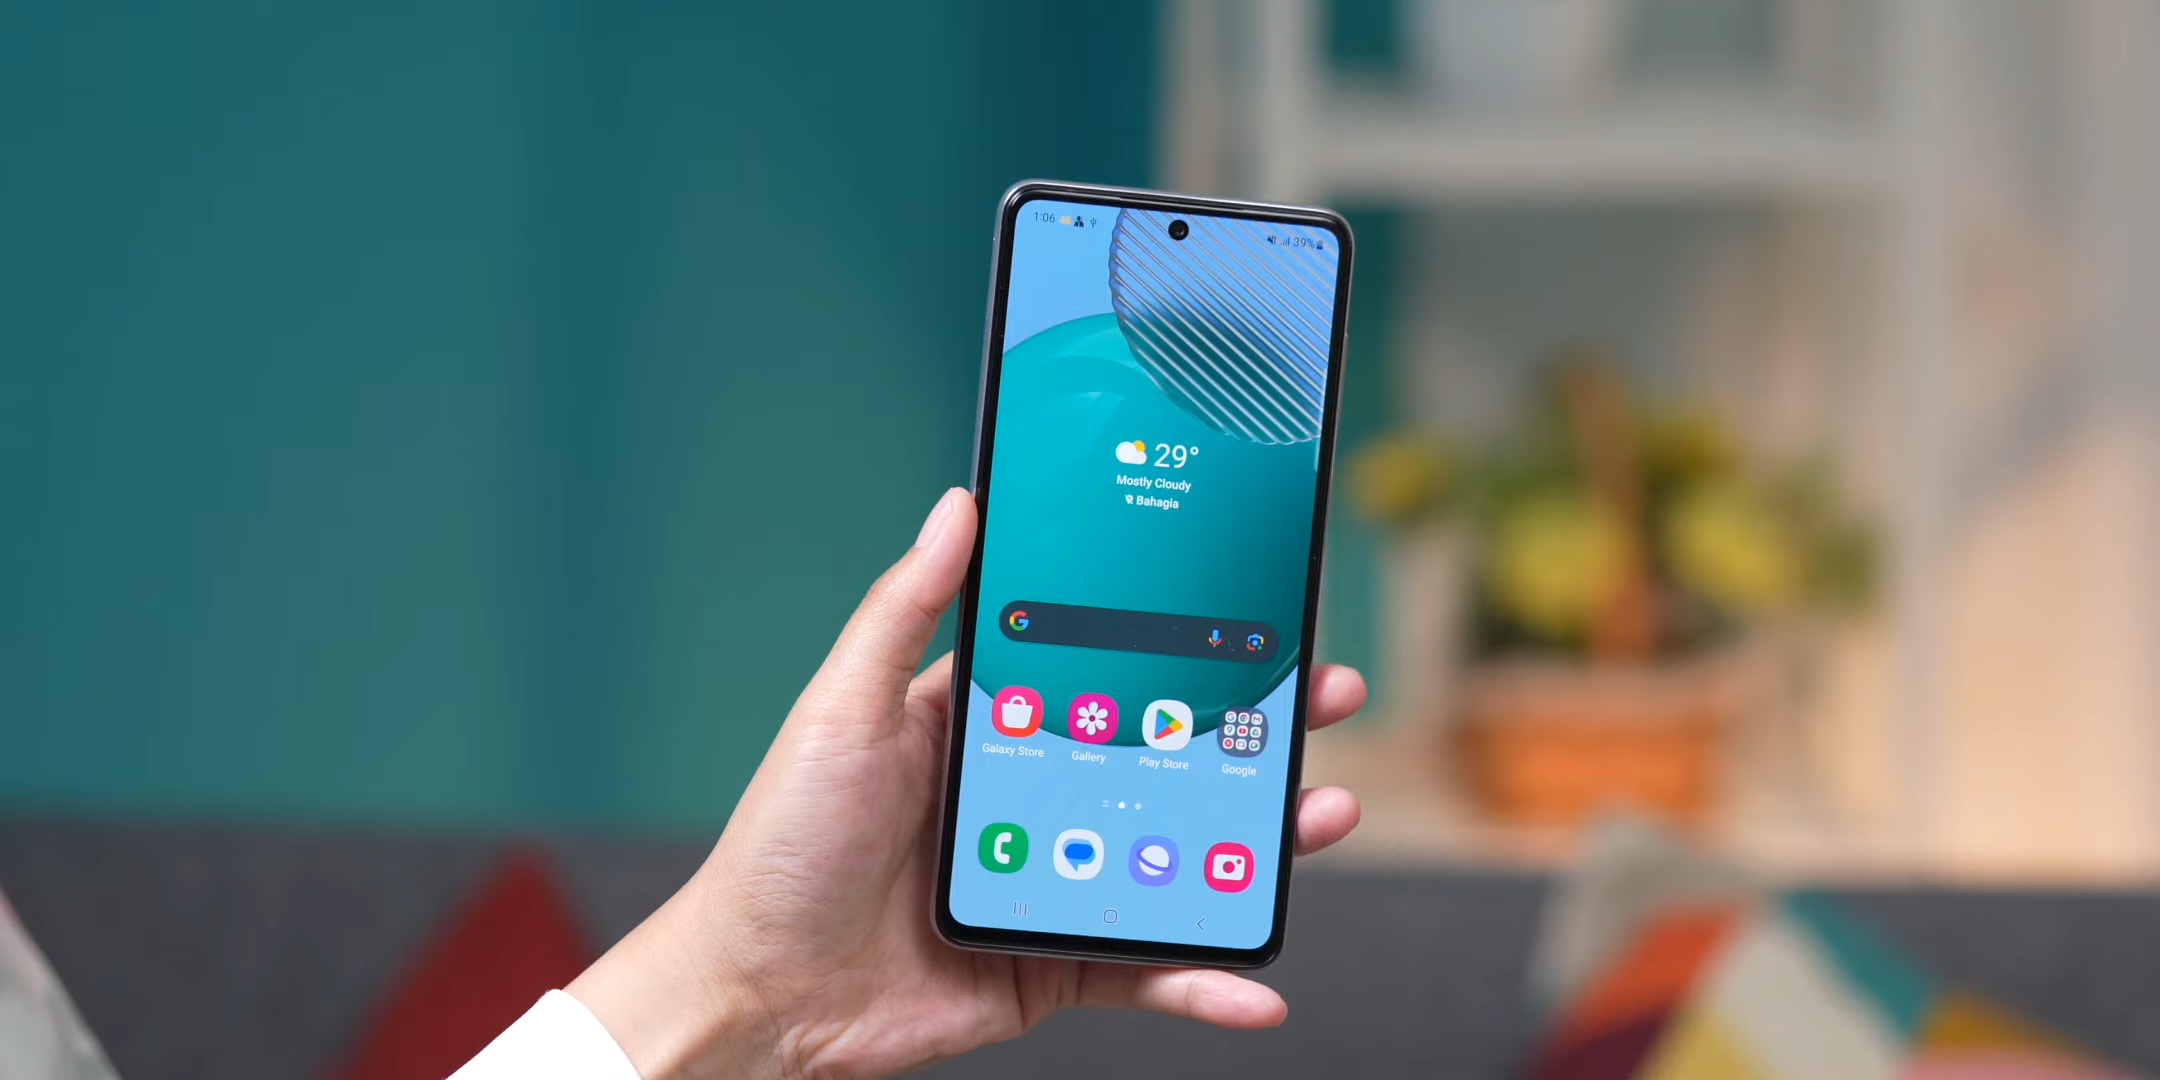 1:06
39%
29°
Mostly Cloudy
Bahagia
Galaxy Store
Gallery
Play Store
Google